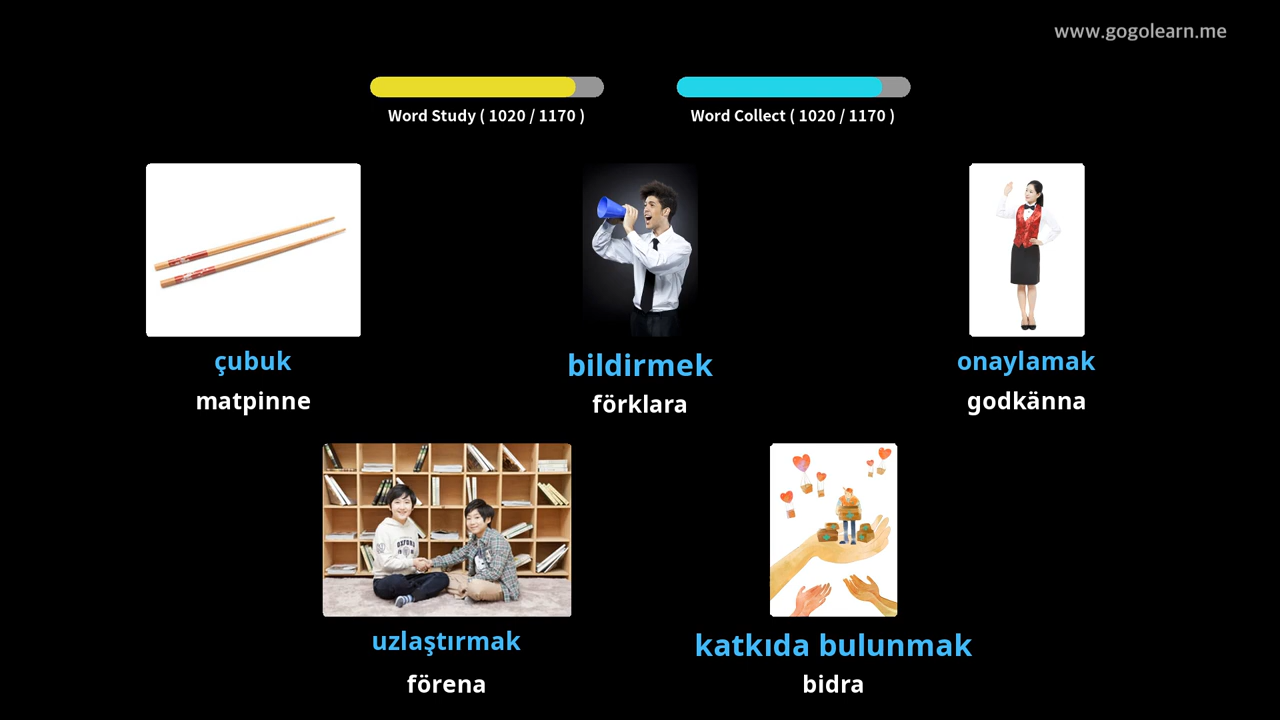 www.gogolearn.me
Word Study ( 1020 / 1170 )
Word Collect ( 1020 / 1170 )
çubuk
matpinne
bildirmek
förklara
onaylamak
godkänna
uzlaştırmak
förena
katkıda bulunmak
bidra